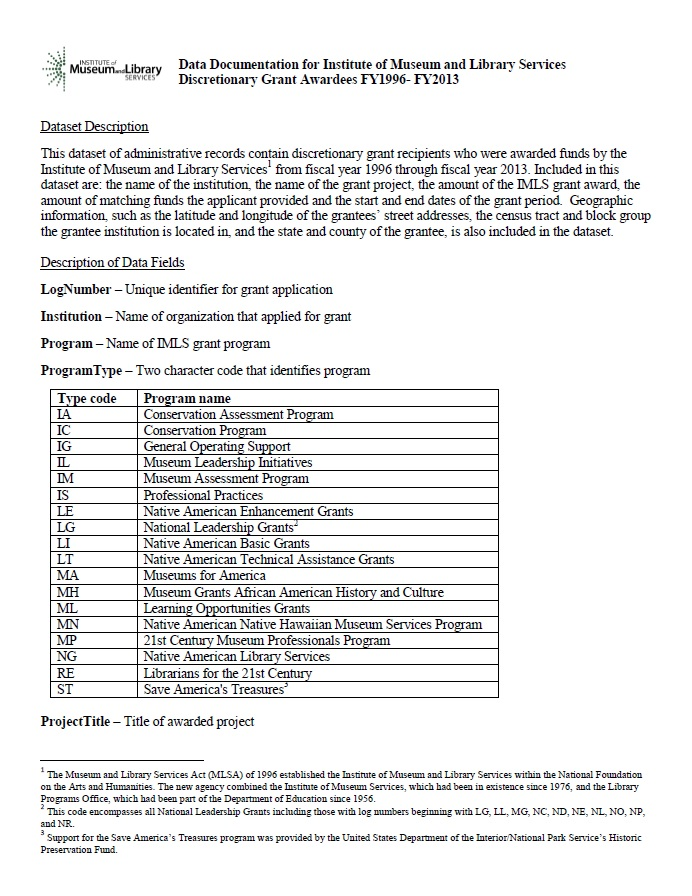 INSTITUTE of
Museum and Library
SERVICES
Data Documentation for Institute of Museum and Library Services
Discretionary Grant Awardees FY1996- FY2013
Dataset Description
This dataset of administrative records contain discretionary grant recipients who were awarded funds by the
Institute of Museum and Library Services1 from fiscal year 1996 through fiscal year 2013. Included in this
dataset are: the name of the institution, the name of the grant project, the amount of the IMLS grant award, the
amount of matching funds the applicant provided and the start and end dates of the grant period.  Geographic
information, such as the latitude and longitude of the grantees’ street addresses, the census tract and block group
the grantee institution is located in, and the state and county of the grantee, is also included in the dataset.
Description of Data Fields
LogNumber – Unique identifier for grant application
Institution – Name of organization that applied for grant
Program – Name of IMLS grant program
ProgramType – Two character code that identifies program
Type code Program name
IA Conservation Assessment Program
IC Conservation Program
IG General Operating Support
IL Museum Leadership Initiatives
IM Museum Assessment Program
IS Professional Practices
LE Native American Enhancement Grants
LG National Leadership Grants2
LI Native American Basic Grants
LT Native American Technical Assistance Grants
MA Museums for America
MH Museum Grants African American History and Culture
ML Learning Opportunities Grants
MN Native American Native Hawaiian Museum Services Program
MP 21st Century Museum Professionals Program
NG Native American Library Services
RE Librarians for the 21st Century
ST Save America's Treasures3
ProjectTitle – Title of awarded project
1 The Museum and Library Services Act (MLSA) of 1996 established the Institute of Museum and Library Services within the National Foundation
on the Arts and Humanities. The new agency combined the Institute of Museum Services, which had been in existence since 1976, and the Library
Programs Office, which had been part of the Department of Education since 1956.
2 This code encompasses all National Leadership Grants including those with log numbers beginning with LG, LL, MG, NC, ND, NE, NL, NO, NP,
and NR.
3 Support for the Save America’s Treasures program was provided by the United States Department of the Interior/National Park Service’s Historic
Preservation Fund.